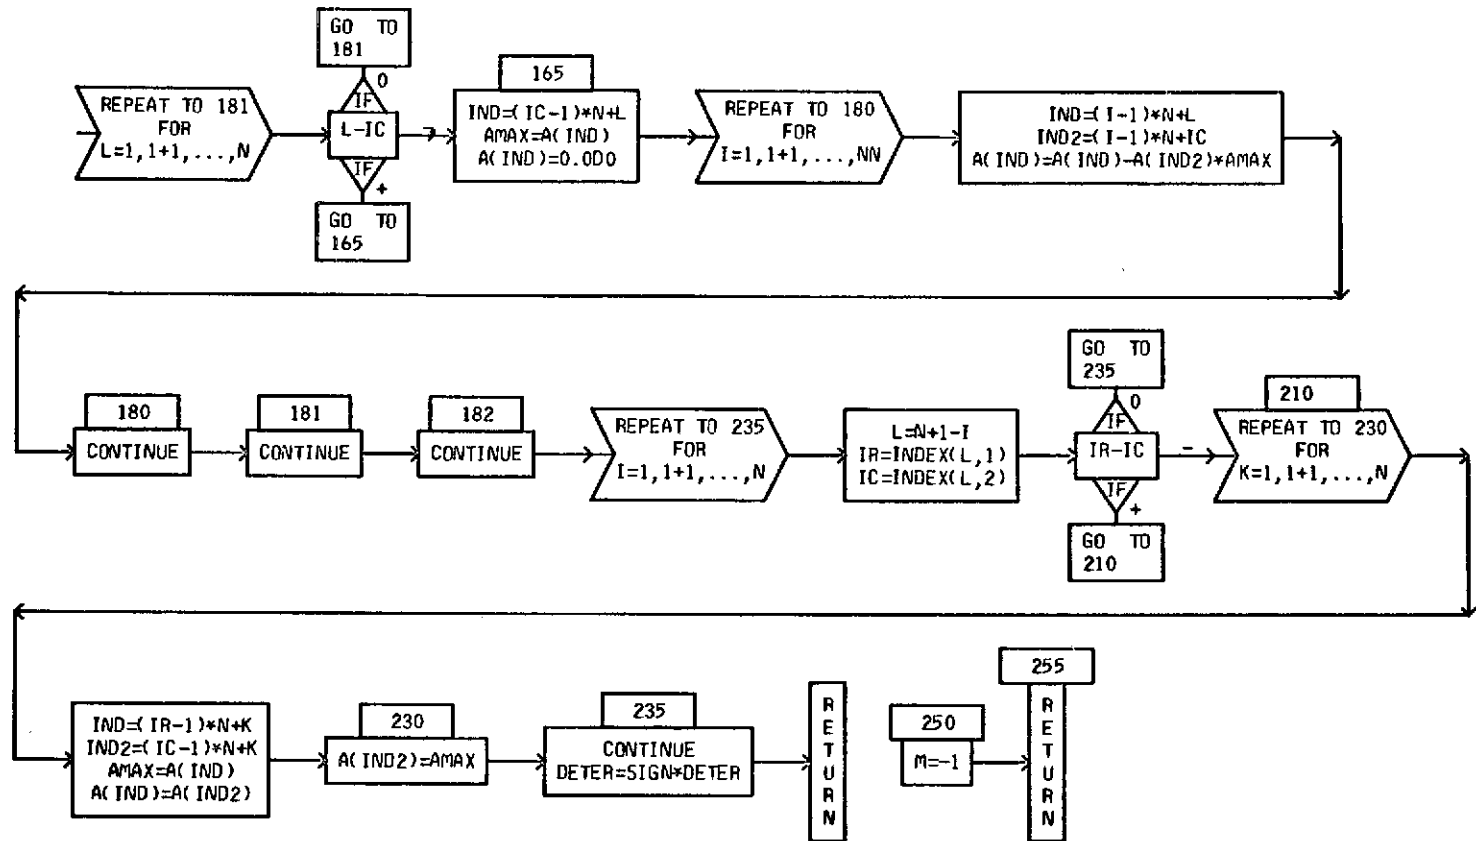 GO TO
181
0
IF
REPEAT TO 181
FOR
L=1,1+1,...,N
L-IC
-
IF
+
GO TO
165
165
IND=(IC-1)*N+L
AMAX=A(IND)
A(IND)=0.0D0
REPEAT TO 180
FOR
I=1,1+1,...,NN
IND=(I-1)*N+L
IND2=(I-1)*N+IC
A(IND)=A(IND)-A(IND2)*AMAX
180
CONTINUE
181
CONTINUE
182
CONTINUE
REPEAT TO 235
FOR
I=1,1+1,...,N
L=N+1-I
IR=INDEX(L,1)
IC=INDEX(L,2)
GO TO
235
0
IF
IR-IC
-
IF
+
GO TO
210
210
REPEAT TO 230
FOR
K=1,1+1,...,N
IND=(IR-1)*N+K
IND2=(IC-1)*N+K
AMAX=A(IND)
A(IND)=A(IND2)
230
A(IND2)=AMAX
235
CONTINUE
DETER=SIGN*DETER
RETURN
250
M=-1
255
RETURN